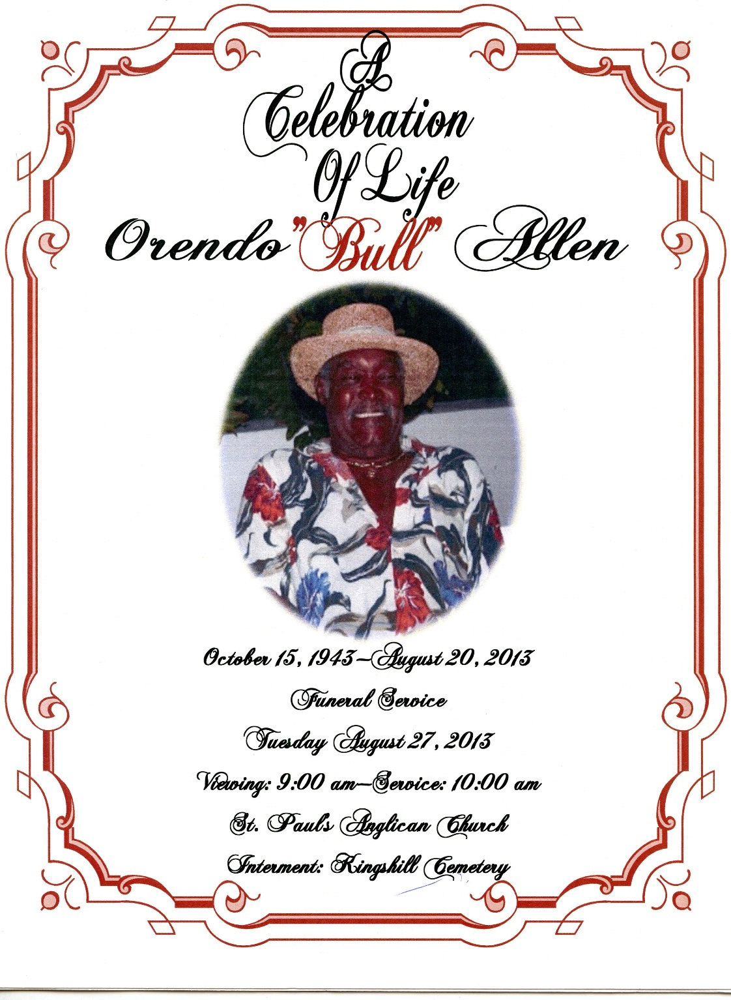 A
Celebration
Of Life
Orendo "Bull" Allen
October 15, 1943–August 20, 2013
Funeral Service
Tuesday August 27, 2013
Viewing: 9:00 am–Service: 10:00 am
St. Paul's Anglican Church
Interment: Kingshill Cemetery